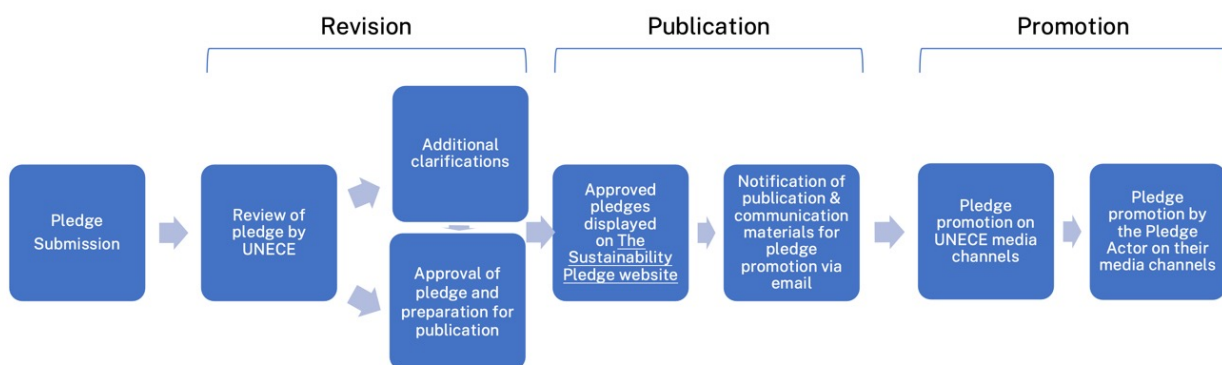 Revision
Publication
Promotion
Pledge
Submission
Review of
pledge by
UNECE
Additional
clarifications
Approval of
pledge and
preparation for
publication
Approved
pledges
displayed
on The
Sustainability
Pledge website
Notification of
publication &
communication
materials for
pledge
promotion via
email
Pledge
promotion on
UNECE media
channels
Pledge
promotion by
the Pledge
Actor on their
media channels